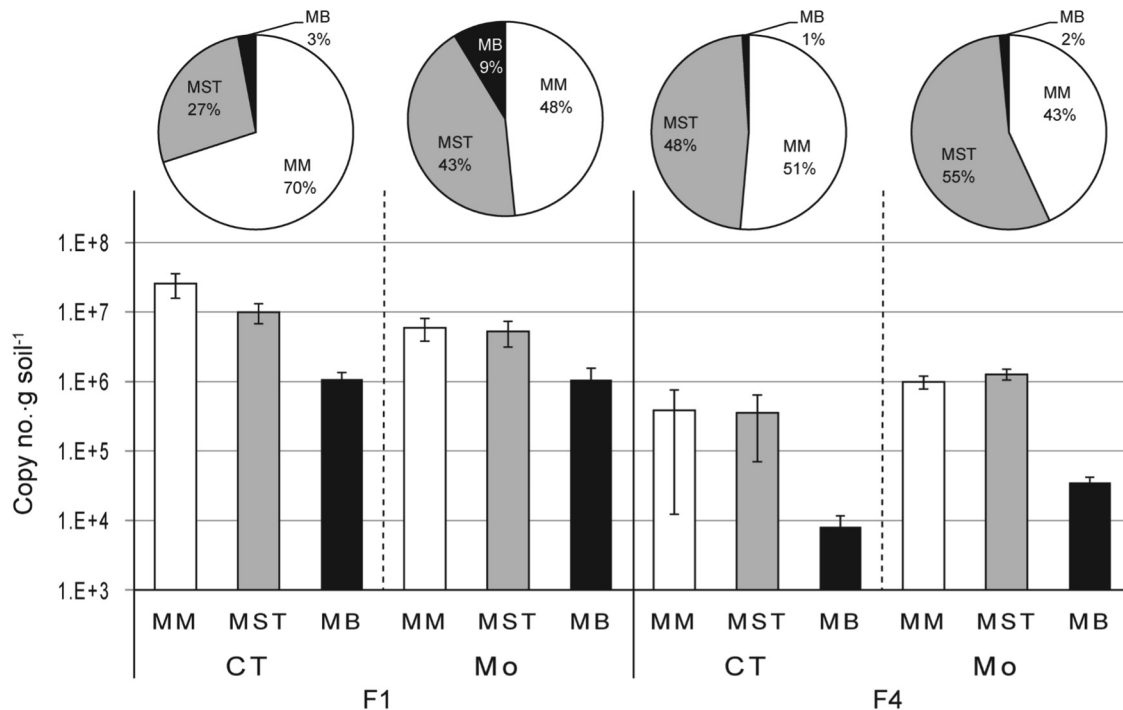 MB
3%
MST
27%
MM
70%
MB
9%
MM
48%
MST
43%
MB
1%
MST
48%
MM
51%
MB
2%
MM
43%
MST
55%
Copy no.·g soil⁻¹
1.E+8
1.E+7
1.E+6
1.E+5
1.E+4
1.E+3
MM MST MB MM MST MB MM MST MB MM MST MB
CT Mo CT Mo
F1 F4